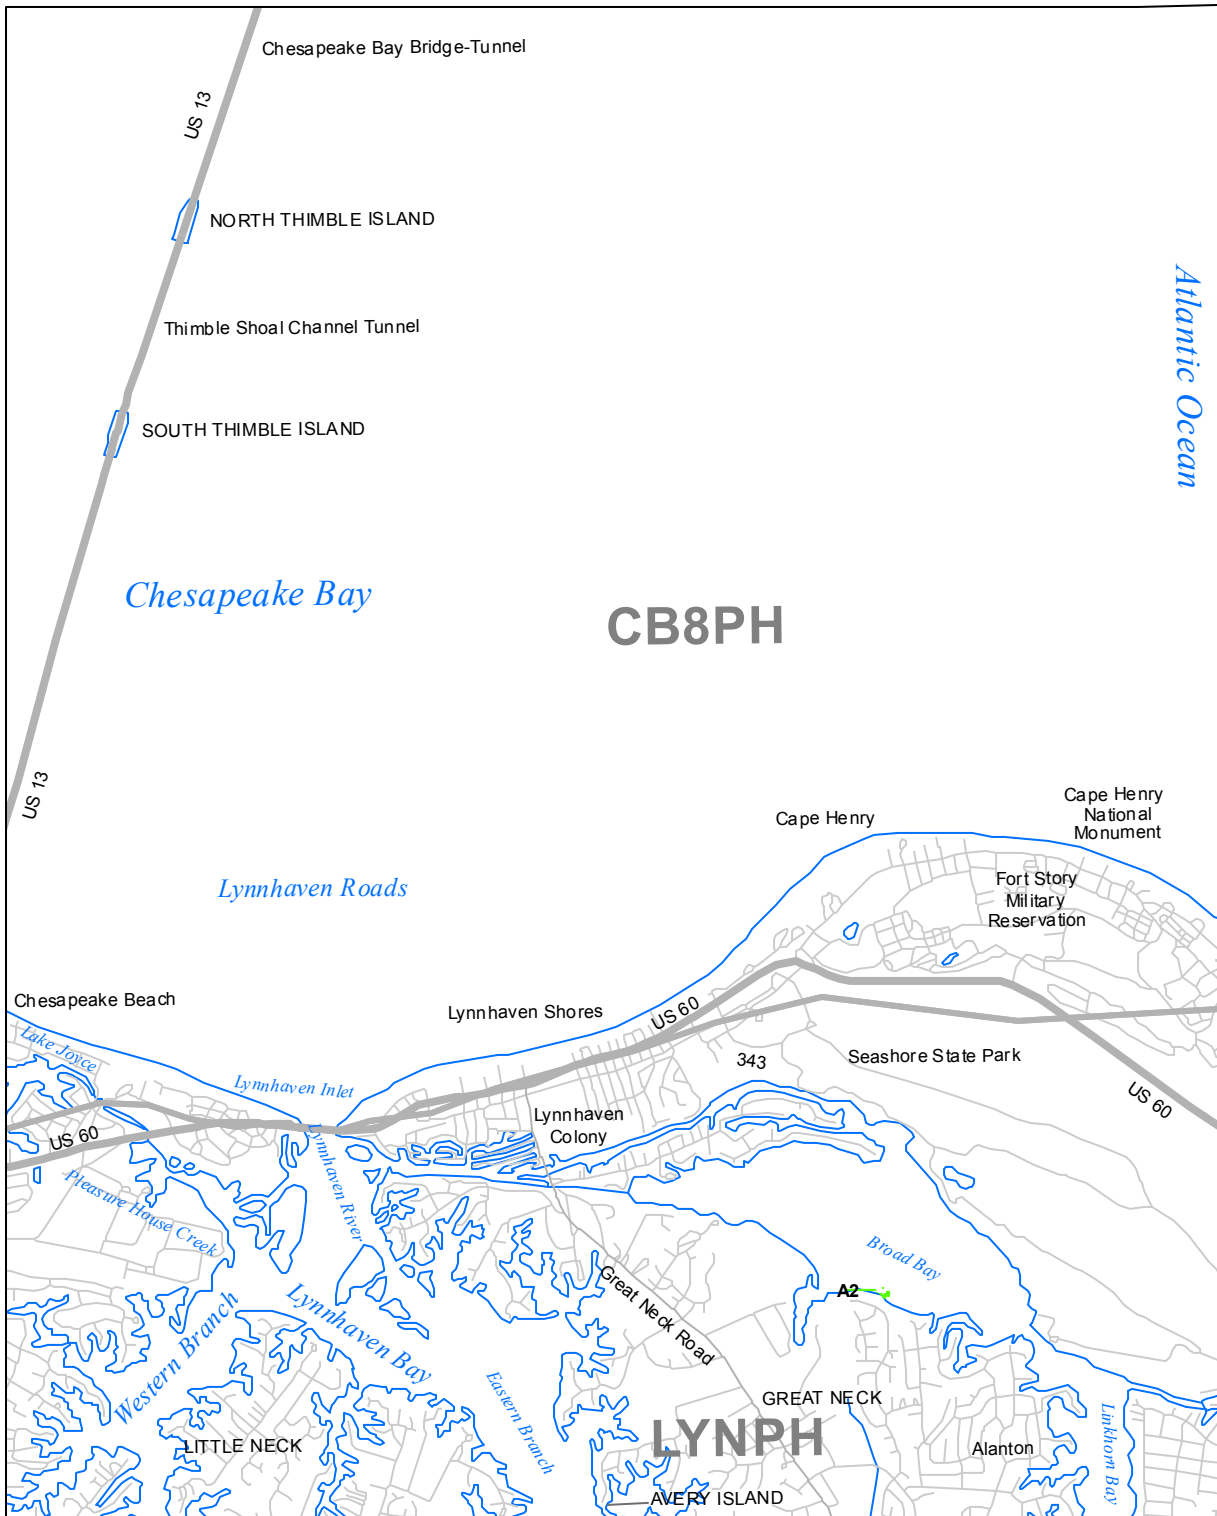 Chesapeake Bay Bridge-Tunnel
US 13
NORTH THIMBLE ISLAND
Atlantic Ocean
Thimble Shoal Channel Tunnel
SOUTH THIMBLE ISLAND
Chesapeake Bay
CB8PH
US 13
Cape Henry
National
Monument
Cape Henry
Fort Story
Military
Reservation
Lynnhaven Roads
Chesapeake Beach
Lynnhaven Shores
US 60
Lake Joyce
343
Seashore State Park
Lynnhaven Inlet
US 60
Lynnhaven
Colony
US 60
Lynnhaven River
Pleasure House Creek
Broad Bay
A2
Great Neck Road
Lynnhaven Bay
Western Branch
Eastern Branch
GREAT NECK
LYNPH
Linkhorn Bay
LITTLE NECK
Alanton
AVERY ISLAND